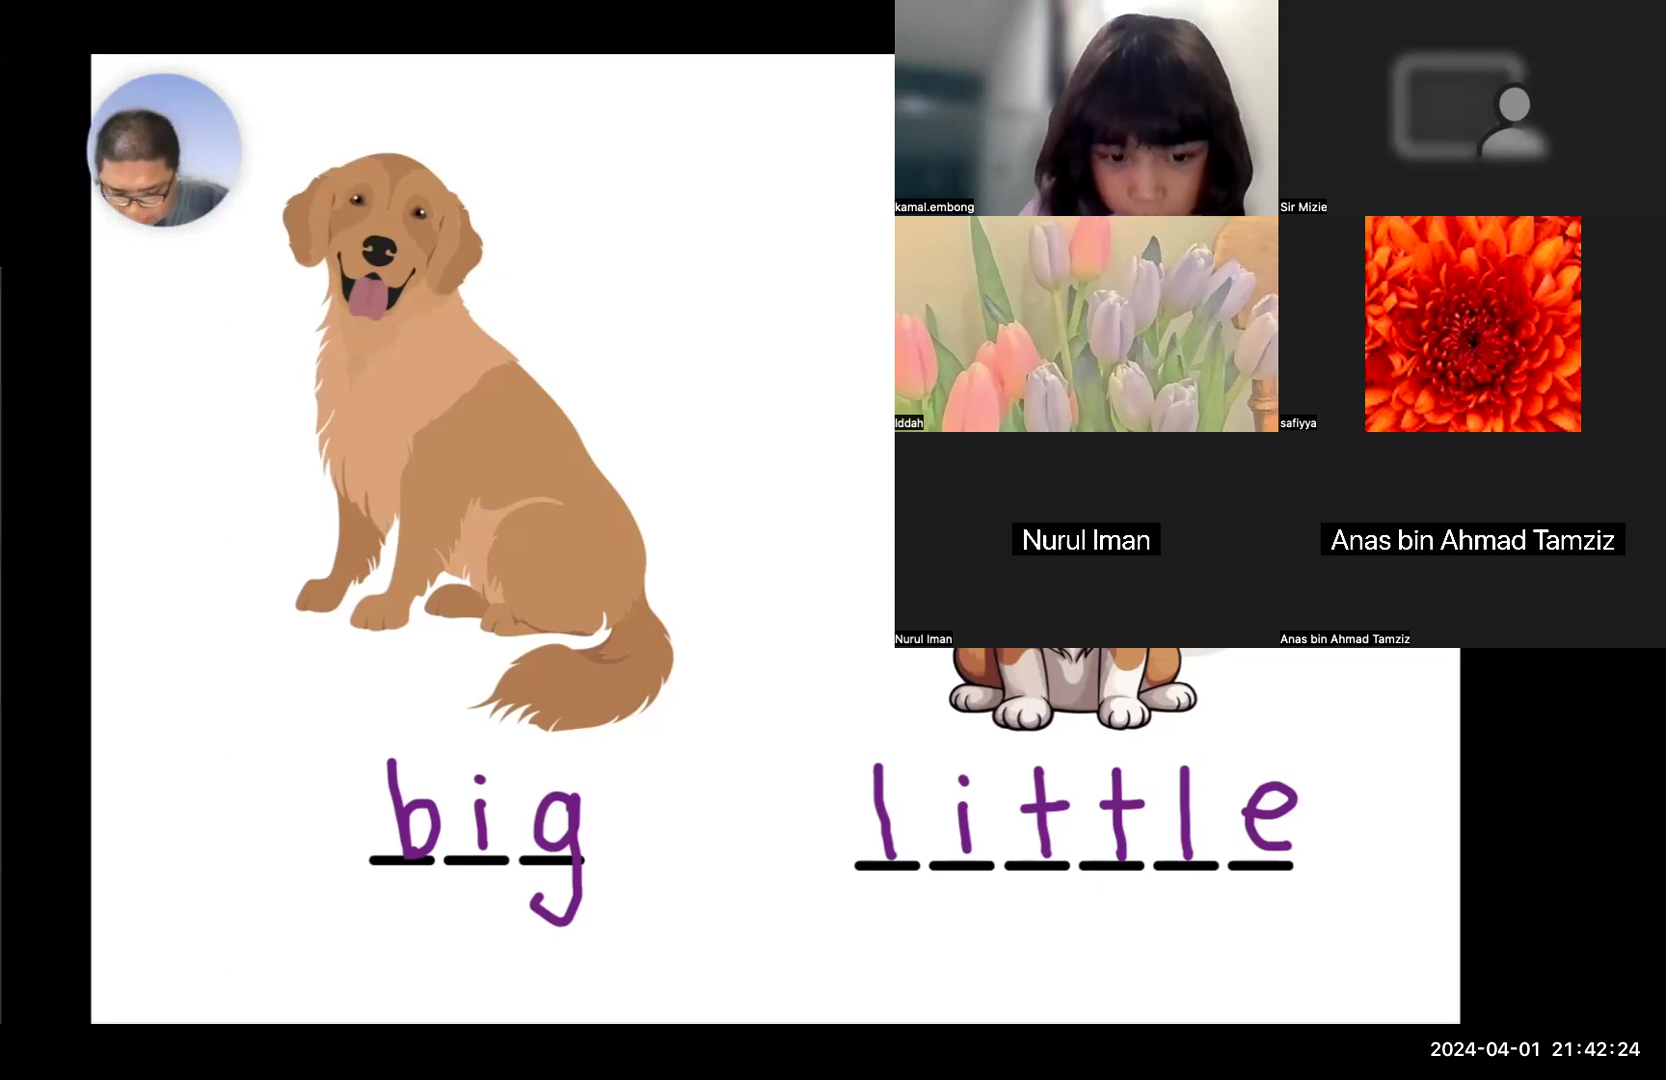 kamal.embong
Sir Mizie
Iddah
safiyya
Nurul Iman
Anas bin Ahmad Tamziz
Nurul Iman
Anas bin Ahmad Tamziz
big
little
2024-04-01 21:42:24